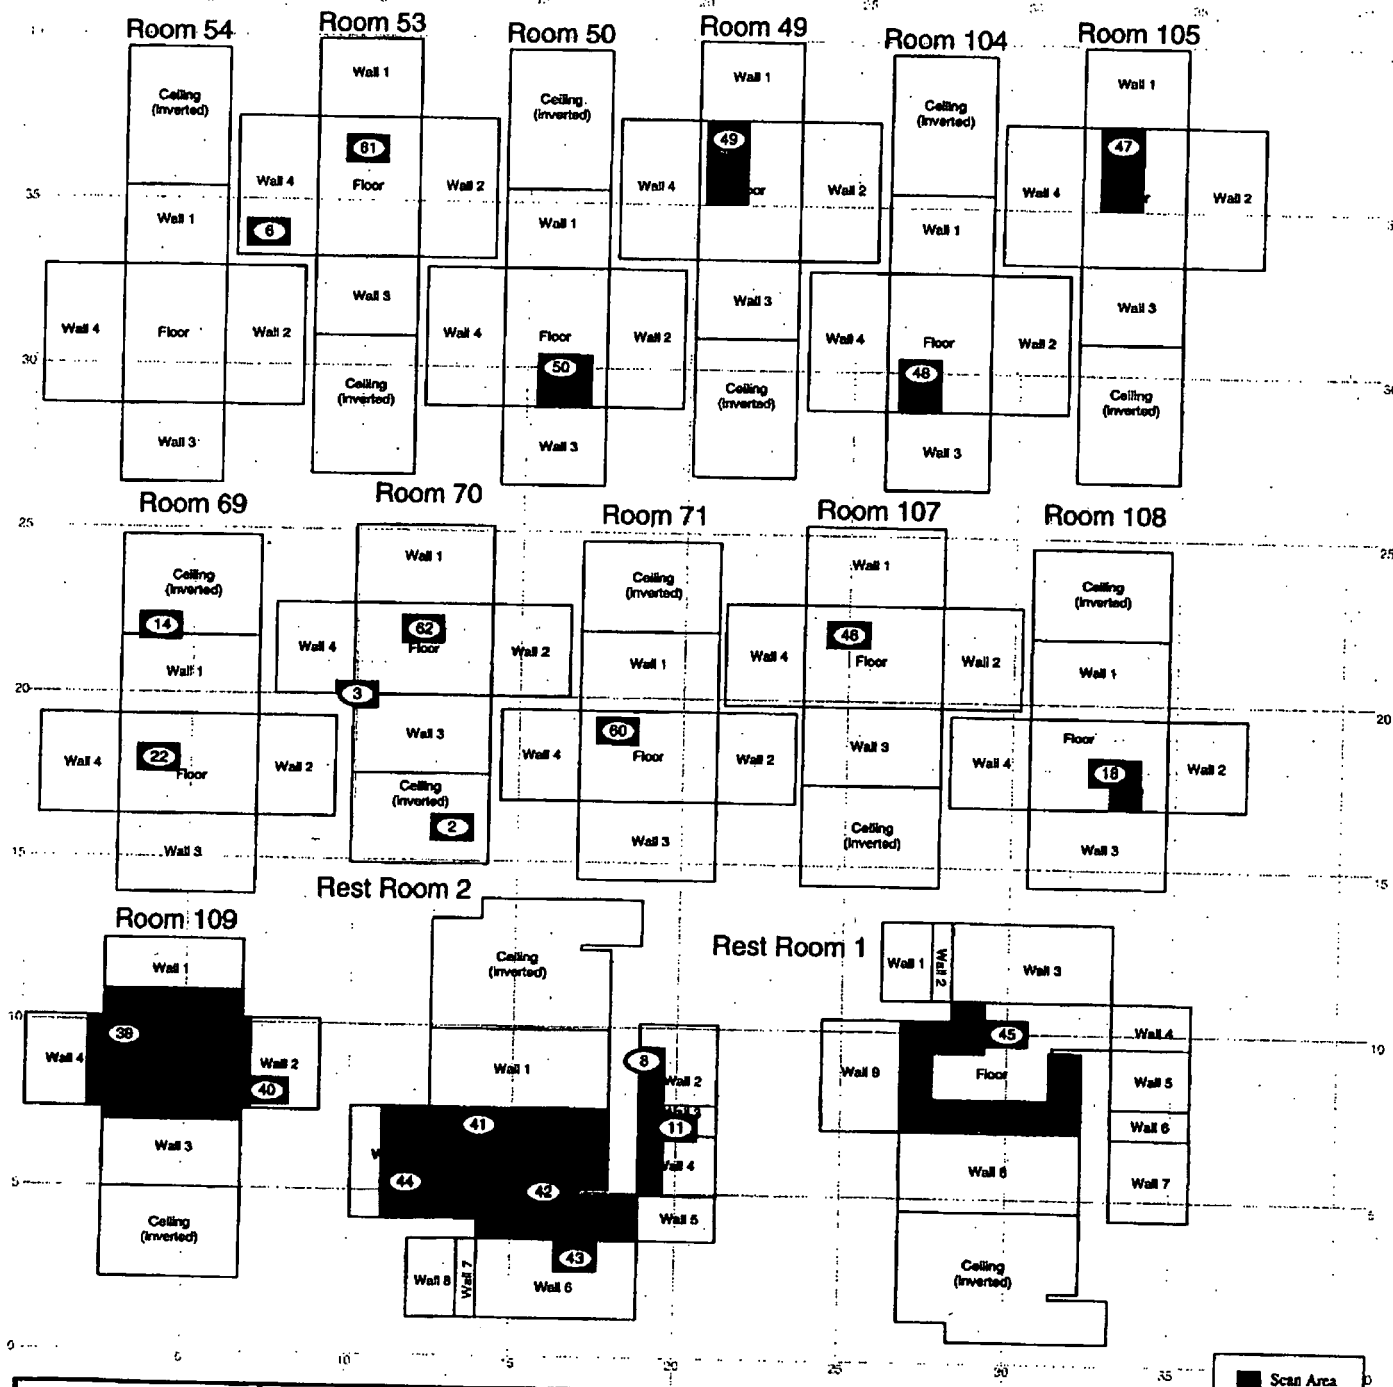 Room 54
Room 53
Room 50
Room 49
Room 104
Room 105
Ceiling
(Inverted)
Wall 1
Ceiling
(Inverted)
Wall 1
Ceiling
(Inverted)
Wall 1
61
49
47
Wall 4
Floor
Wall 2
Wall 4
Wall 2
Wall 4
Wall 2
35
Wall 1
6
Wall 1
Wall 1
Wall 3
Wall 3
Wall 3
Wall 4
Floor
Wall 2
Wall 4
Floor
Wall 2
Wall 4
Floor
Wall 2
30
50
48
30
Ceiling
(Inverted)
Ceiling
(Inverted)
Ceiling
(Inverted)
Wall 3
Wall 3
Wall 3
Room 69
Room 70
Room 71
Room 107
Room 108
25
25
Ceiling
(Inverted)
Wall 1
Ceiling
(Inverted)
Wall 1
Ceiling
(Inverted)
14
62
46
Wall 4
Floor
Wall 2
Wall 4
Floor
Wall 2
Wall 1
Wall 1
Wall 1
20
3
20
Wall 3
60
Wall 3
Floor
22
Wall 4
Floor
Wall 2
Wall 4
Floor
Wall 2
Wall 4
18
Wall 2
Ceiling
(Inverted)
2
Ceiling
(Inverted)
15
Wall 3
Wall 3
Wall 3
15
Room 109
Rest Room 2
Rest Room 1
Wall 1
Ceiling
(Inverted)
Wall 1
Wall 2
Wall 3
10
39
45
Wall 4
10
Wall 4
Wall 2
40
Wall 1
8
Wall 2
Wall 9
Floor
Wall 5
41
11
Wall 6
Wall 3
44
42
Wall 4
Wall 8
Wall 7
5
Wall 5
5
Ceiling
(Inverted)
43
Wall 8
Wall 7
Wall 6
Ceiling
(Inverted)
0
5
10
15
20
25
30
35
Scan Area